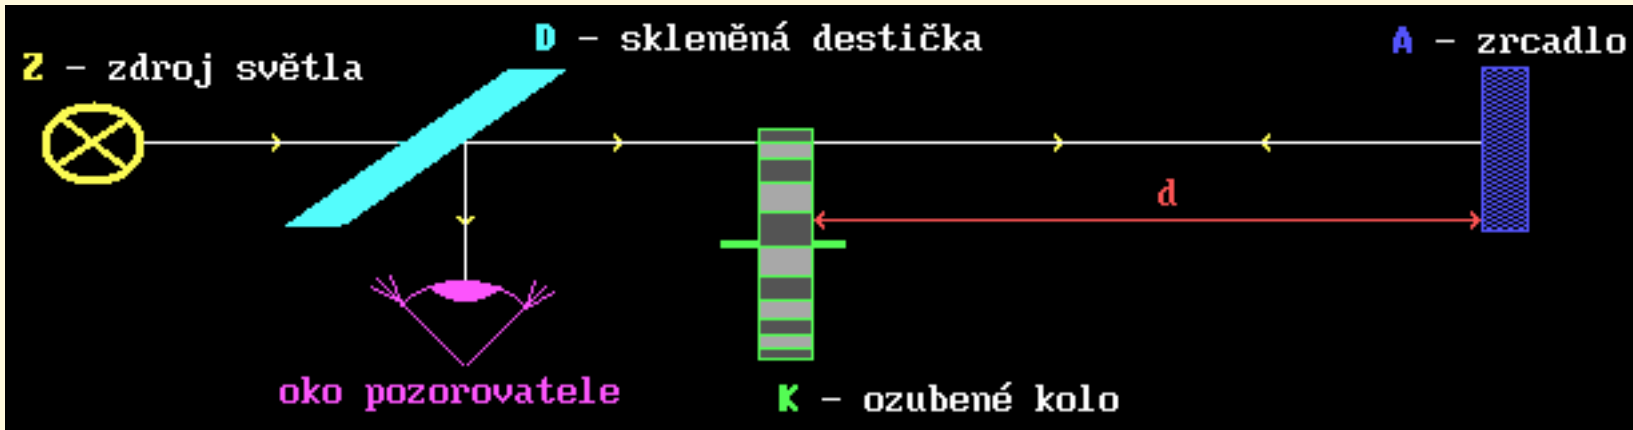 D – skleněná destička
A – zrcadlo
Z – zdroj světla
d
oko pozorovatele
K – ozubené kolo